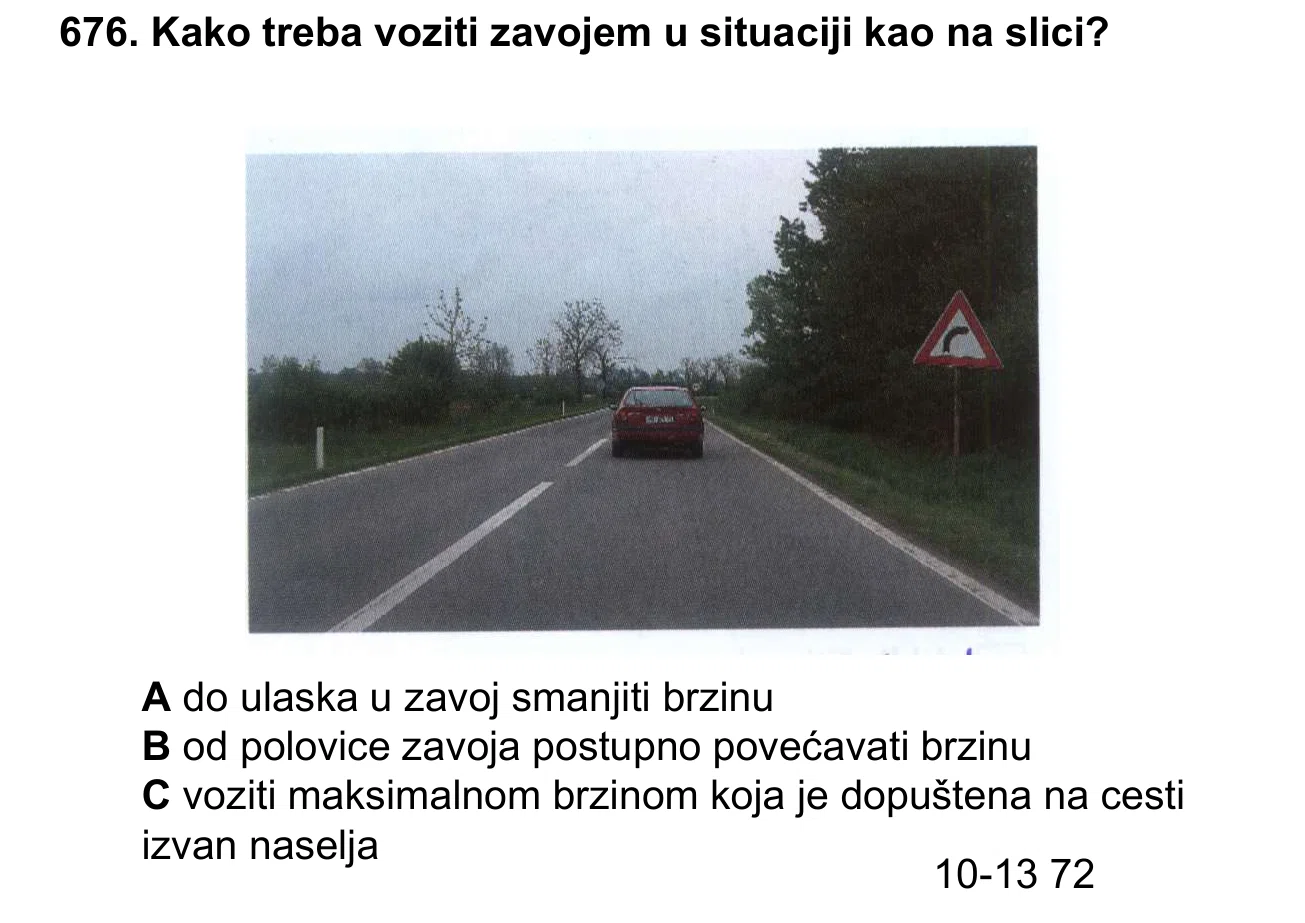 676. Kako treba voziti zavojem u situaciji kao na slici?
A do ulaska u zavoj smanjiti brzinu
B od polovice zavoja postupno povećavati brzinu
C voziti maksimalnom brzinom koja je dopuštena na cesti
izvan naselja
10-13 72